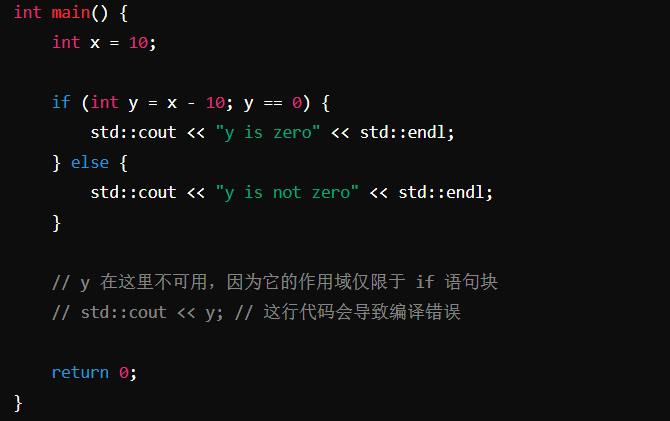 int main() {
    int x = 10;

    if (int y = x - 10; y == 0) {
        std::cout << "y is zero" << std::endl;
    } else {
        std::cout << "y is not zero" << std::endl;
    }

    // y 在这里不可用，因为它的作用域仅限于 if 语句块
    // std::cout << y; // 这行代码会导致编译错误

    return 0;
}